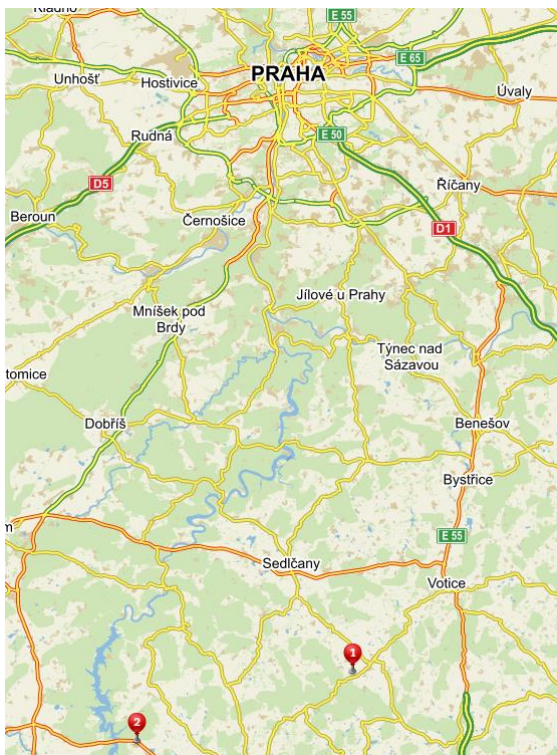 Kladno
E 55
PRAHA
E 65
Unhošť
Hostivice
Úvaly
Rudná
E 50
D5
Říčany
Beroun
Černošice
D1
Jílové u Prahy
Mníšek pod
Brdy
Týnec nad
Sázavou
tomice
Dobříš
Benešov
Bystřice
m
E 55
Sedlčany
Votice
1
2